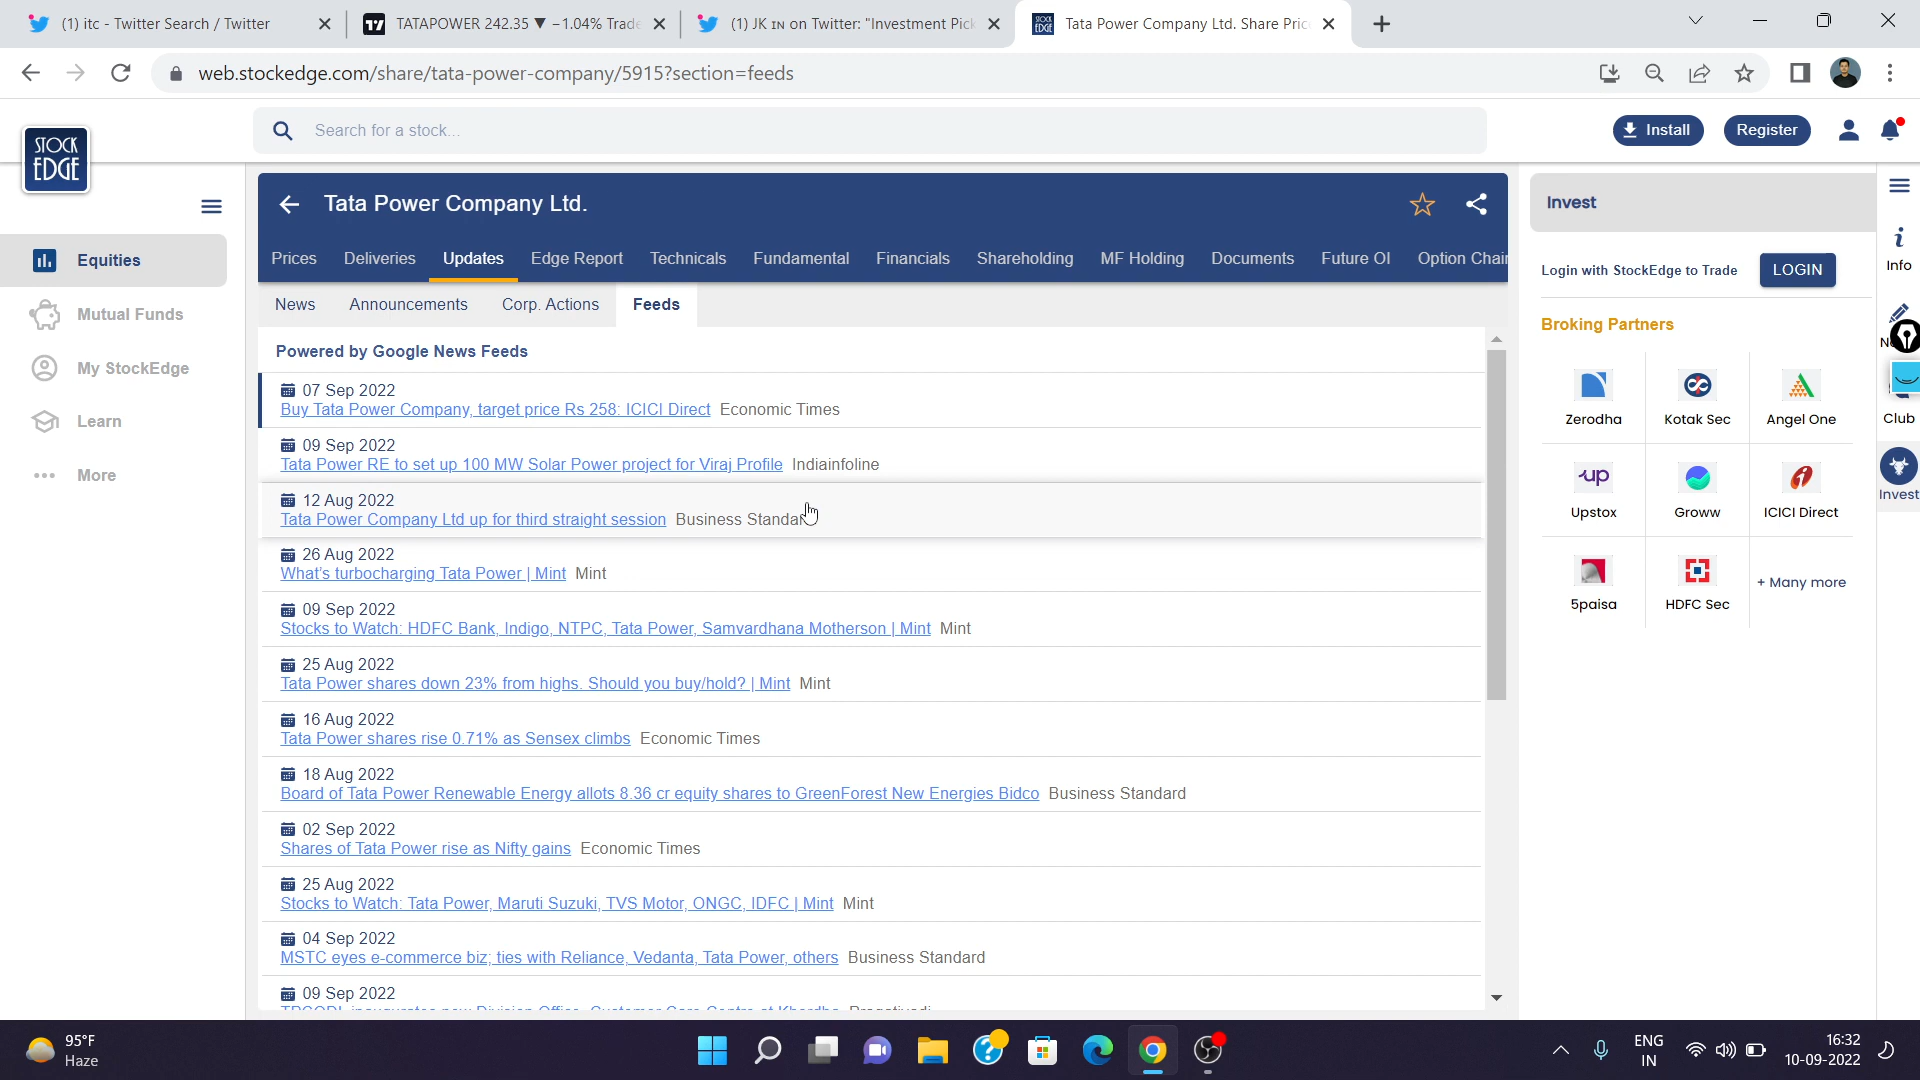 (1) itc - Twitter Search / Twitter
TATAPOWER 242.35 ▼ −1.04% Trade
(1) JK IN on Twitter: "Investment Pick
Tata Power Company Ltd. Share Pric
web.stockedge.com/share/tata-power-company/5915?section=feeds
STOCK EDGE
Search for a stock...
Install
Register
Equities
Mutual Funds
My StockEdge
Learn
More
Tata Power Company Ltd.
Prices Deliveries Updates Edge Report Technicals Fundamental Financials Shareholding MF Holding Documents Future OI Option Chain
News Announcements Corp. Actions Feeds
Powered by Google News Feeds
07 Sep 2022
Buy Tata Power Company, target price Rs 258: ICICI Direct Economic Times
09 Sep 2022
Tata Power RE to set up 100 MW Solar Power project for Viraj Profile Indiainfoline
12 Aug 2022
Tata Power Company Ltd up for third straight session Business Standar
26 Aug 2022
What's turbocharging Tata Power | Mint Mint
09 Sep 2022
Stocks to Watch: HDFC Bank, Indigo, NTPC, Tata Power, Samvardhana Motherson | Mint Mint
25 Aug 2022
Tata Power shares down 23% from highs. Should you buy/hold? | Mint Mint
16 Aug 2022
Tata Power shares rise 0.71% as Sensex climbs Economic Times
18 Aug 2022
Board of Tata Power Renewable Energy allots 8.36 cr equity shares to GreenForest New Energies Bidco Business Standard
02 Sep 2022
Shares of Tata Power rise as Nifty gains Economic Times
25 Aug 2022
Stocks to Watch: Tata Power, Maruti Suzuki, TVS Motor, ONGC, IDFC | Mint Mint
04 Sep 2022
MSTC eyes e-commerce biz; ties with Reliance, Vedanta, Tata Power, others Business Standard
09 Sep 2022
Invest
Login with StockEdge to Trade LOGIN
Broking Partners
Zerodha Kotak Sec Angel One
up
Upstox Groww ICICI Direct
5paisa HDFC Sec + Many more
Info
Club
Invest
95°F
Haze
ENG
IN
16:32
10-09-2022